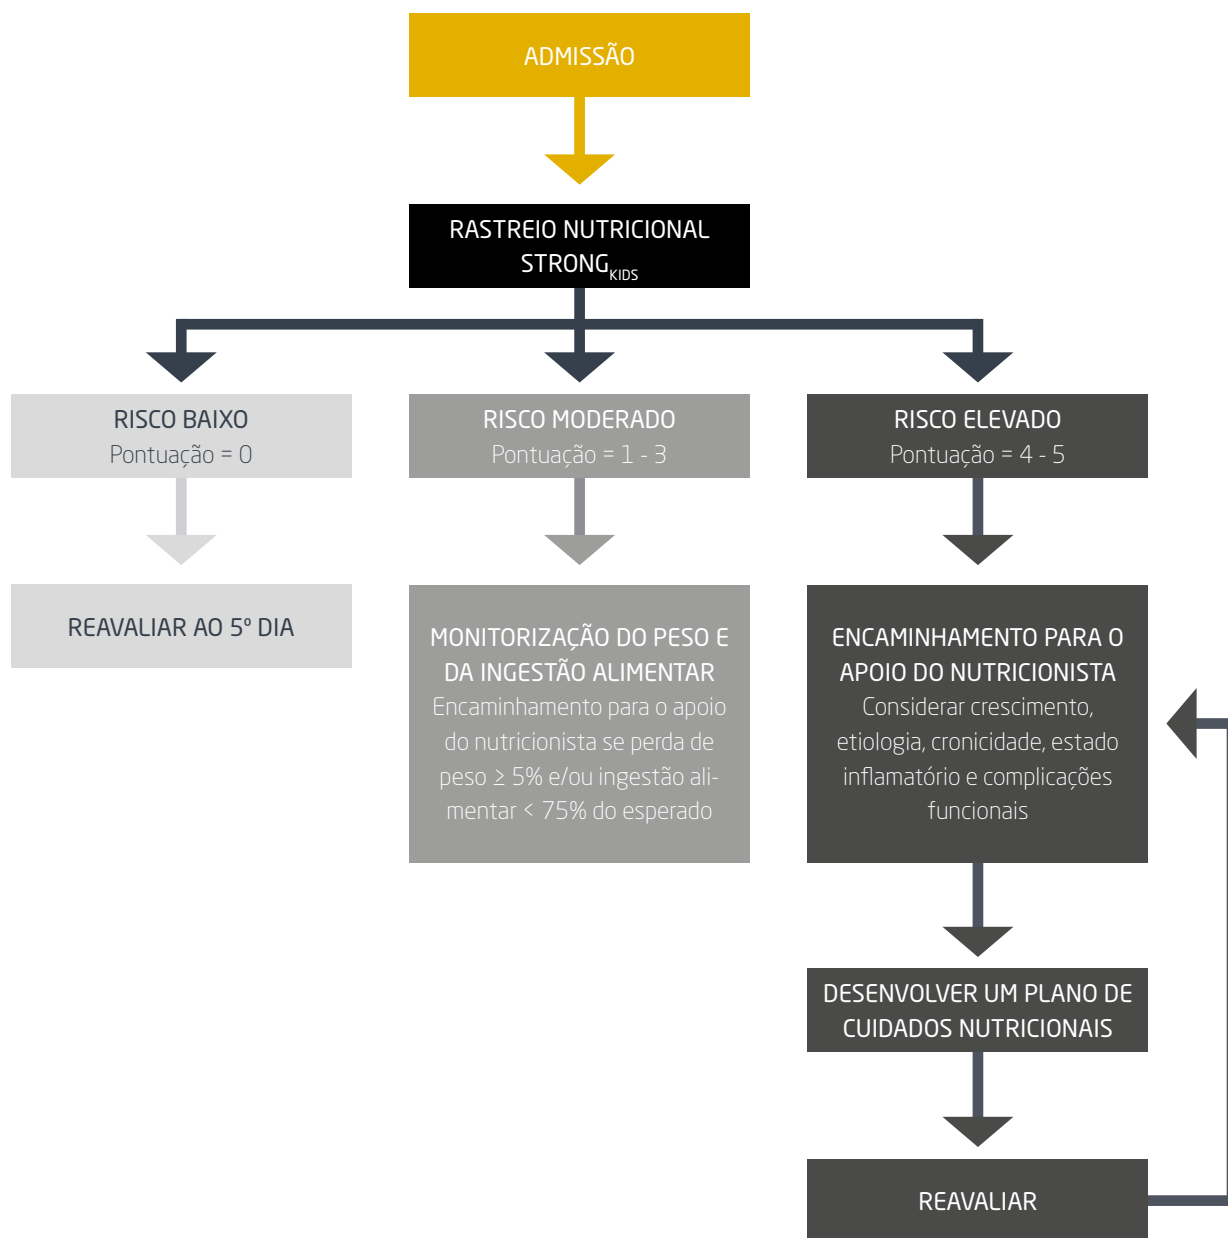 ADMISSÃO
RASTREIO NUTRICIONAL
STRONG KIDS
RISCO BAIXO
Pontuação = 0
REAVALIAR AO 5º DIA
RISCO MODERADO
Pontuação = 1 - 3
MONITORIZAÇÃO DO PESO E
DA INGESTÃO ALIMENTAR
Encaminhamento para o apoio
do nutricionista se perda de
peso ≥ 5% e/ou ingestão ali-
mentar < 75% do esperado
RISCO ELEVADO
Pontuação = 4 - 5
ENCAMINHAMENTO PARA O
APOIO DO NUTRICIONISTA
Considerar crescimento,
etiologia, cronicidade, estado
inflamatório e complicações
funcionais
DESENVOLVER UM PLANO DE
CUIDADOS NUTRICIONAIS
REAVALIAR